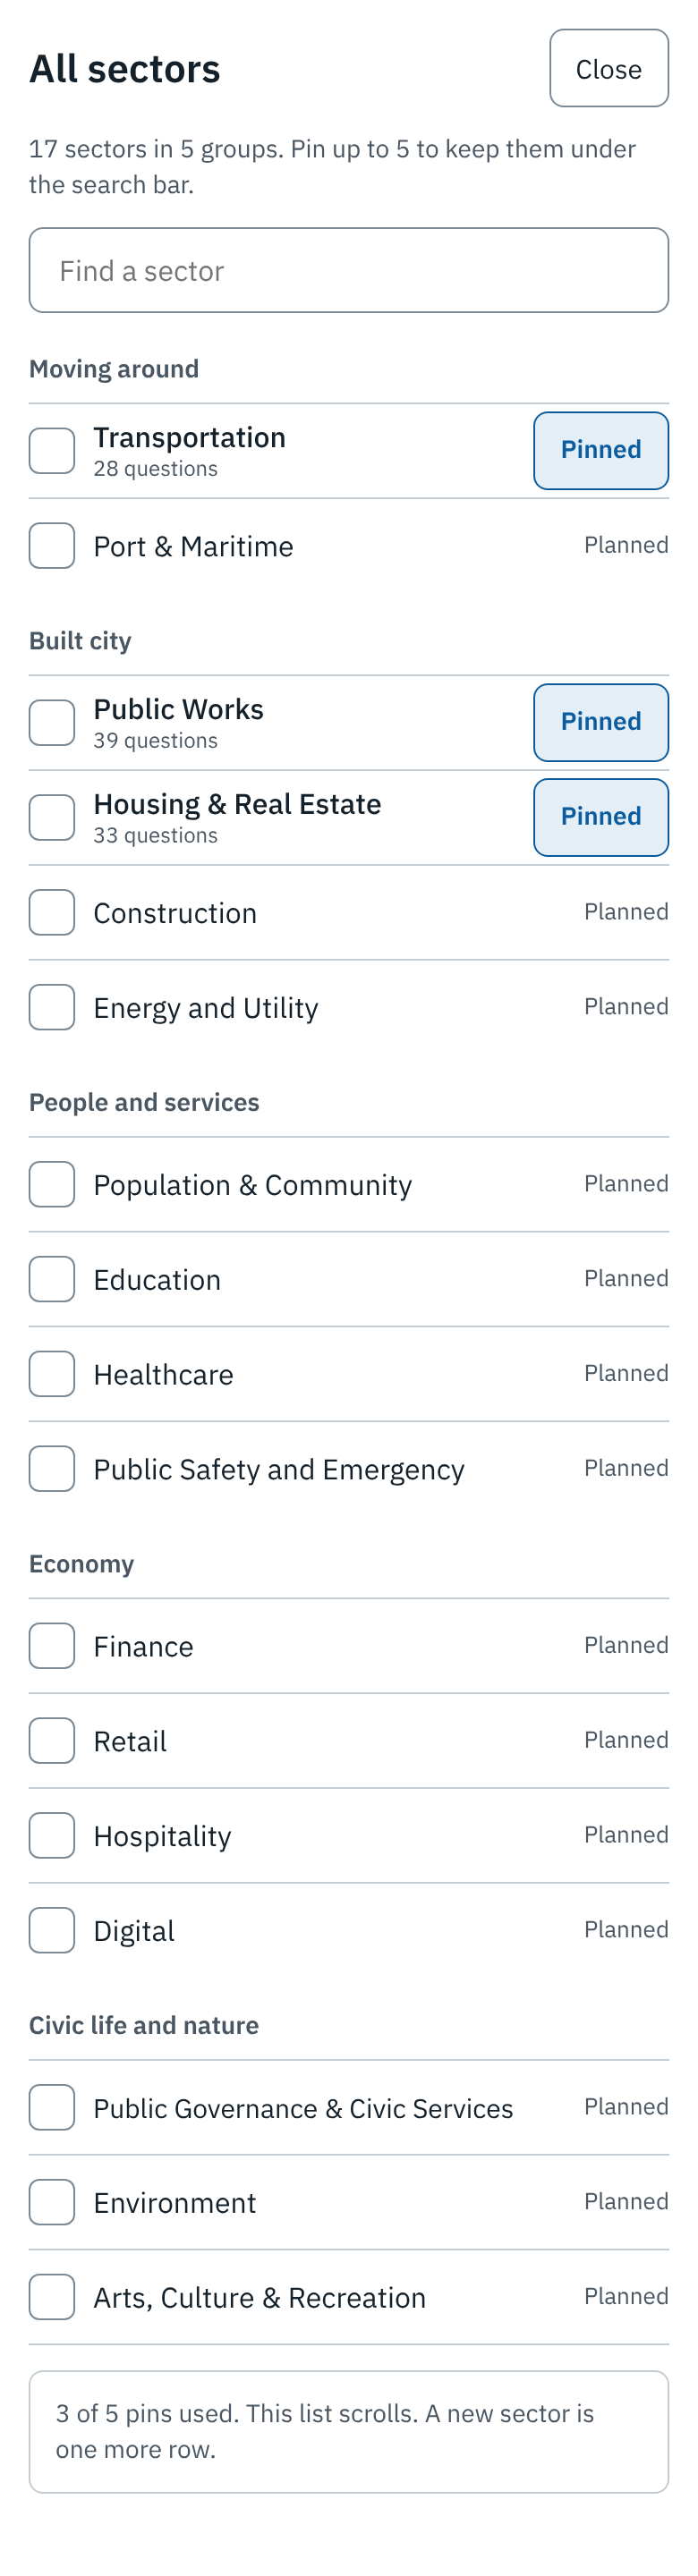 All sectors
Close
17 sectors in 5 groups. Pin up to 5 to keep them under
the search bar.
Find a sector
Moving around
Transportation
28 questions
Pinned
Port & Maritime
Planned
Built city
Public Works
39 questions
Pinned
Housing & Real Estate
33 questions
Pinned
Construction
Planned
Energy and Utility
Planned
People and services
Population & Community
Planned
Education
Planned
Healthcare
Planned
Public Safety and Emergency
Planned
Economy
Finance
Planned
Retail
Planned
Hospitality
Planned
Digital
Planned
Civic life and nature
Public Governance & Civic Services
Planned
Environment
Planned
Arts, Culture & Recreation
Planned
3 of 5 pins used. This list scrolls. A new sector is
one more row.